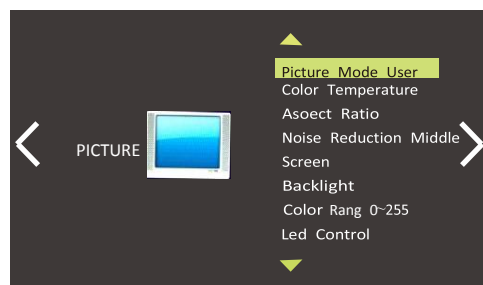 PICTURE
Picture Mode User
Color Temperature
Asoect Ratio
Noise Reduction Middle
Screen
Backlight
Color Rang 0~255
Led Control